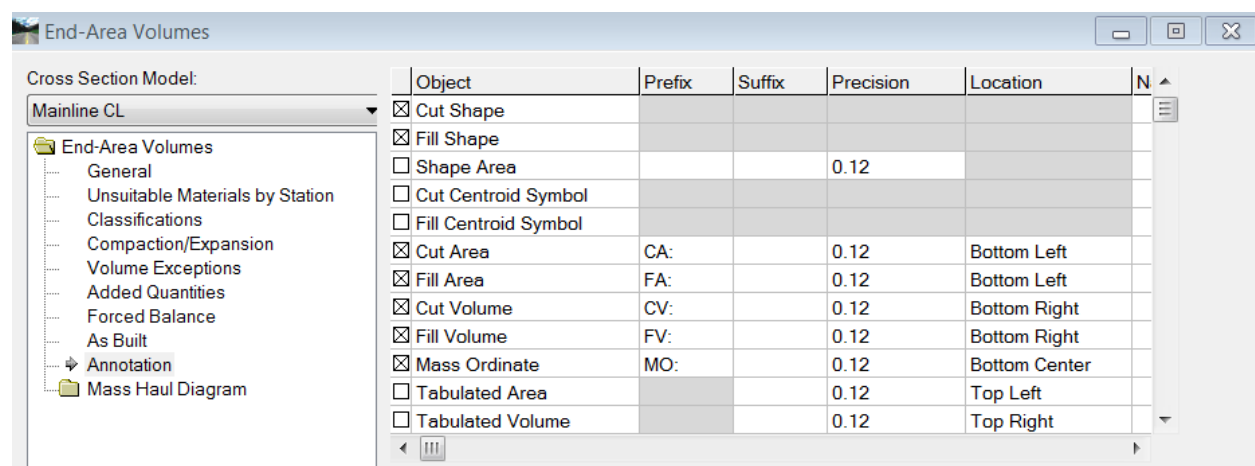 End-Area Volumes
Cross Section Model:
Mainline CL
End-Area Volumes
General
Unsuitable Materials by Station
Classifications
Compaction/Expansion
Volume Exceptions
Added Quantities
Forced Balance
As Built
Annotation
Mass Haul Diagram
Object Prefix Suffix Precision Location
Cut Shape
Fill Shape
Shape Area 0.12
Cut Centroid Symbol
Fill Centroid Symbol
Cut Area CA: 0.12 Bottom Left
Fill Area FA: 0.12 Bottom Left
Cut Volume CV: 0.12 Bottom Right
Fill Volume FV: 0.12 Bottom Right
Mass Ordinate MO: 0.12 Bottom Center
Tabulated Area 0.12 Top Left
Tabulated Volume 0.12 Top Right